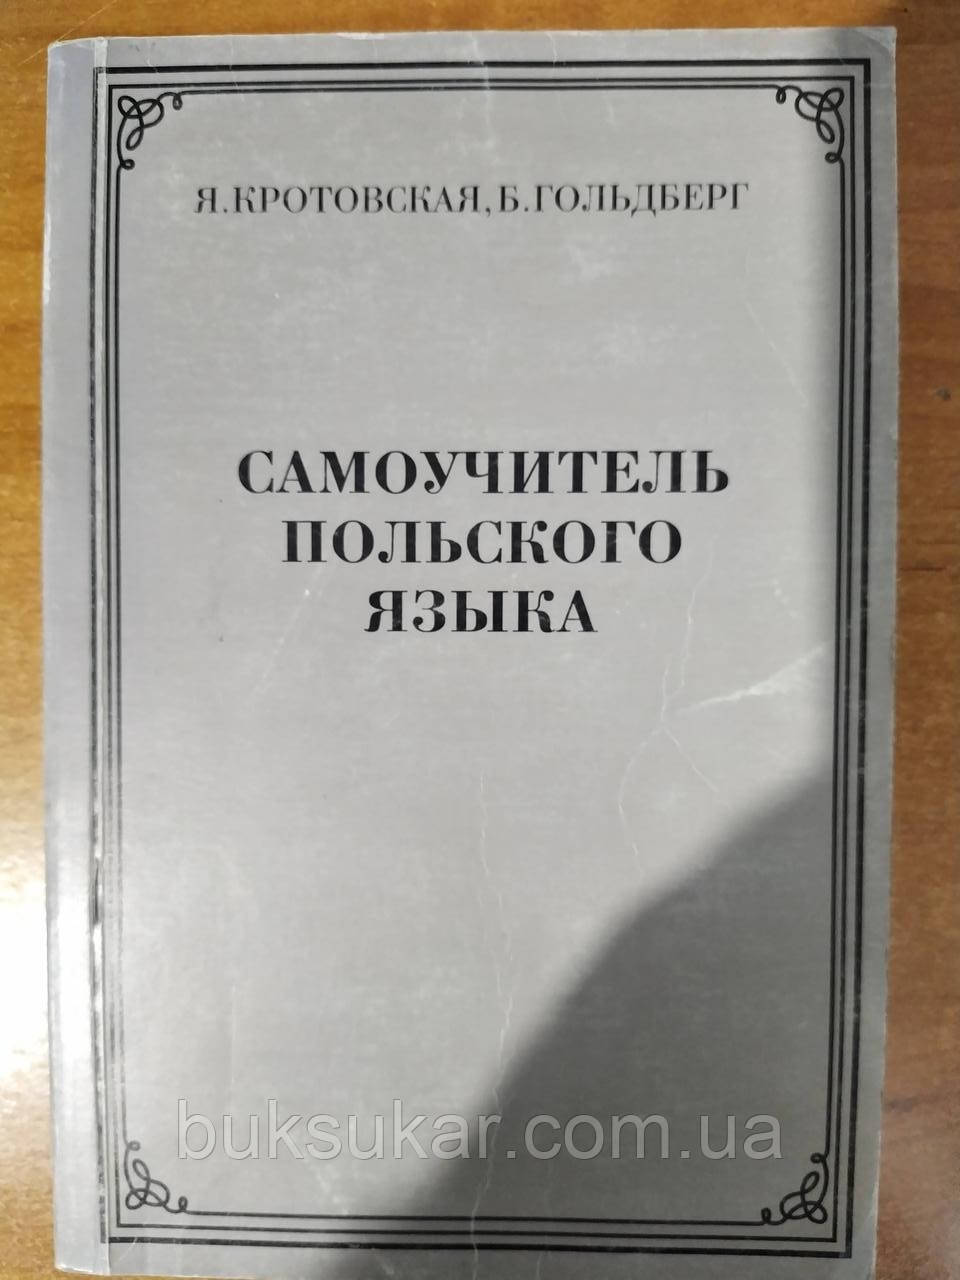 Я.КРОТОВСКАЯ, Б.ГОЛЬДБЕРГ
САМОУЧИТЕЛЬ
ПОЛЬСКОГО
ЯЗЫКА
buksukar.com.ua